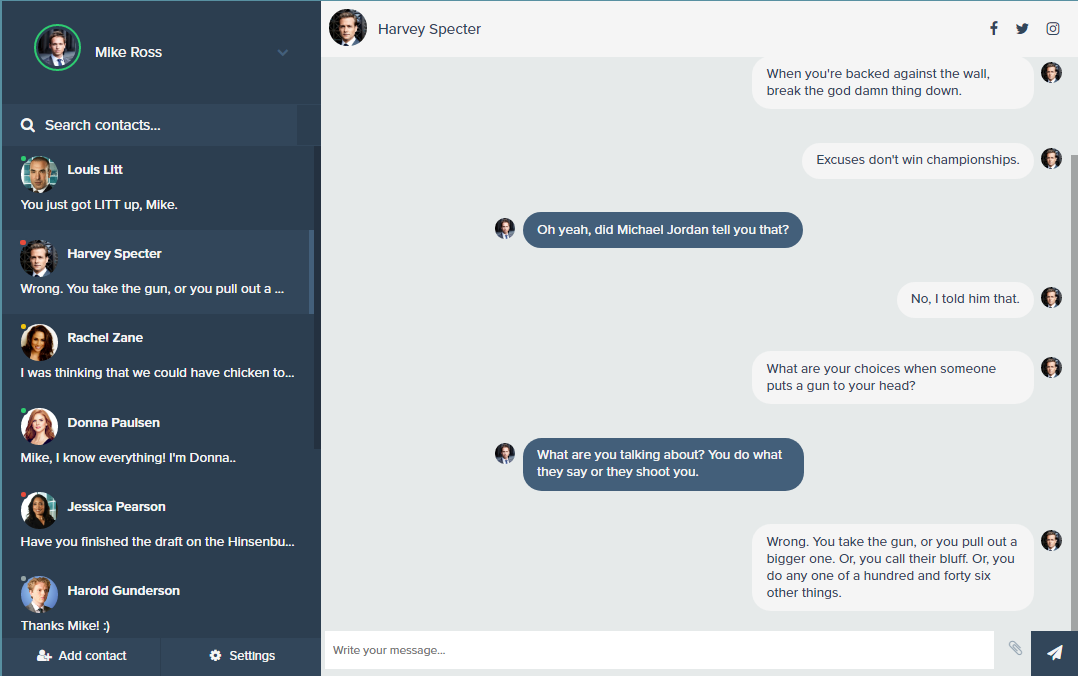 Mike Ross
Search contacts...
Louis Litt
You just got LITT up, Mike.
Harvey Specter
Wrong. You take the gun, or you pull out a ...
Rachel Zane
I was thinking that we could have chicken to...
Donna Paulsen
Mike, I know everything! I'm Donna..
Jessica Pearson
Have you finished the draft on the Hinsenbu...
Harold Gunderson
Thanks Mike! :)
Add contact
Settings
Harvey Specter
When you're backed against the wall,
break the god damn thing down.
Excuses don't win championships.
Oh yeah, did Michael Jordan tell you that?
No, I told him that.
What are your choices when someone
puts a gun to your head?
What are you talking about? You do what
they say or they shoot you.
Wrong. You take the gun, or you pull out a
bigger one. Or, you call their bluff. Or, you
do any one of a hundred and forty six
other things.
Write your message...